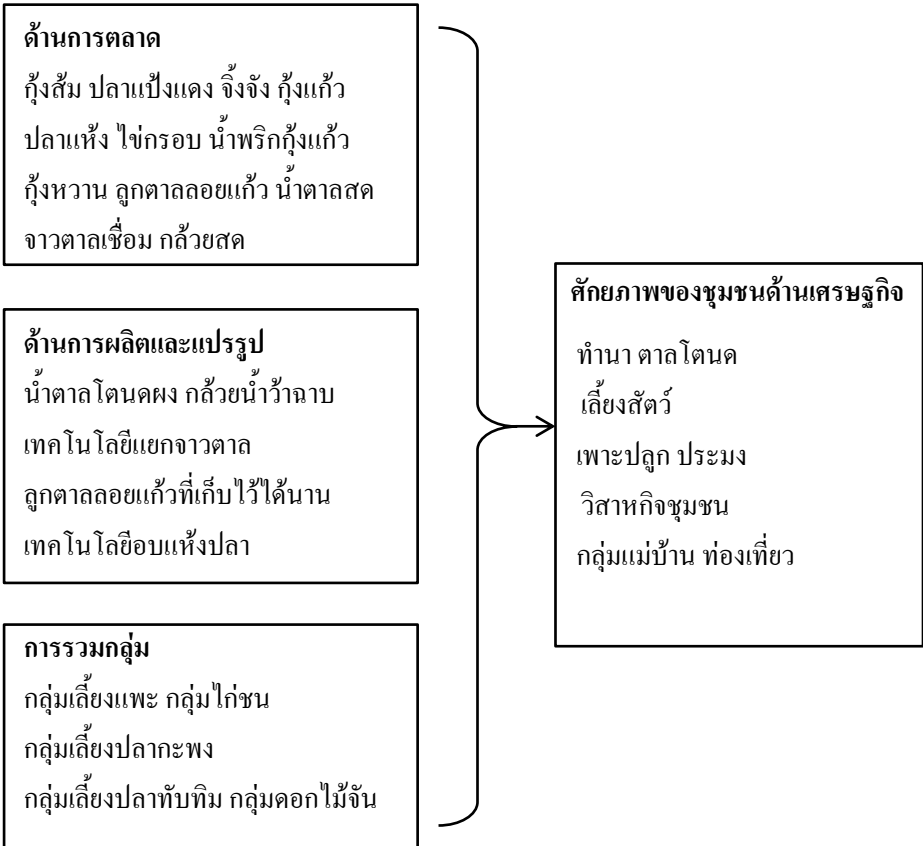 ด้านการตลาด
กุ้งส้ม ปลาแป้งแดง จิ้งจัง กุ้งแก้ว
ปลาแห้ง ไข่กรอบ น้ำพริกกุ้งแก้ว
กุ้งหวาน ลูกตาลลอยแก้ว น้ำตาลสด
จาวตาลเชื่อม กล้วยสด
ด้านการผลิตและแปรรูป
น้ำตาลโตนดผง กล้วยน้ำว้าฉาบ
เทคโนโลยีแยกจาวตาล
ลูกตาลลอยแก้วที่เก็บไว้ได้นาน
เทคโนโลยีอบแห้งปลา
การรวมกลุ่ม
กลุ่มเลี้ยงแพะ กลุ่มไก่ชน
กลุ่มเลี้ยงปลากะพง
กลุ่มเลี้ยงปลาทับทิม กลุ่มดอกไม้จัน
ศักยภาพของชุมชนด้านเศรษฐกิจ
ทำนา ตาลโตนด
เลี้ยงสัตว์
เพาะปลูก ประมง
วิสาหกิจชุมชน
กลุ่มแม่บ้าน ท่องเที่ยว